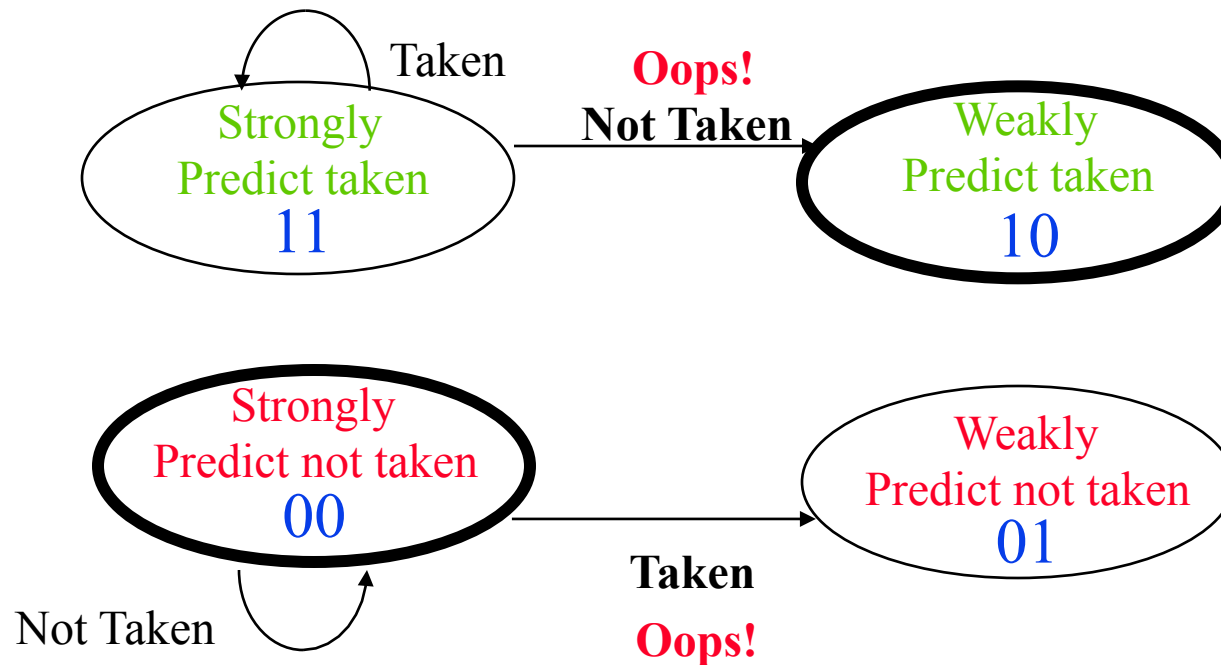 Taken
Oops!
Not Taken
Strongly
Predict taken
11
Weakly
Predict taken
10
Strongly
Predict not taken
00
Weakly
Predict not taken
01
Taken
Oops!
Not Taken